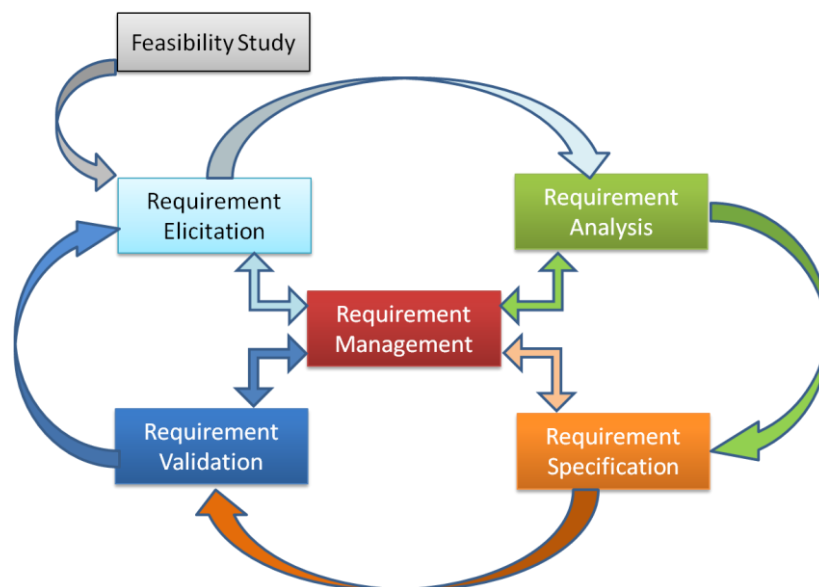 Feasibility Study
Requirement
Elicitation
Requirement
Analysis
Requirement
Management
Requirement
Validation
Requirement
Specification